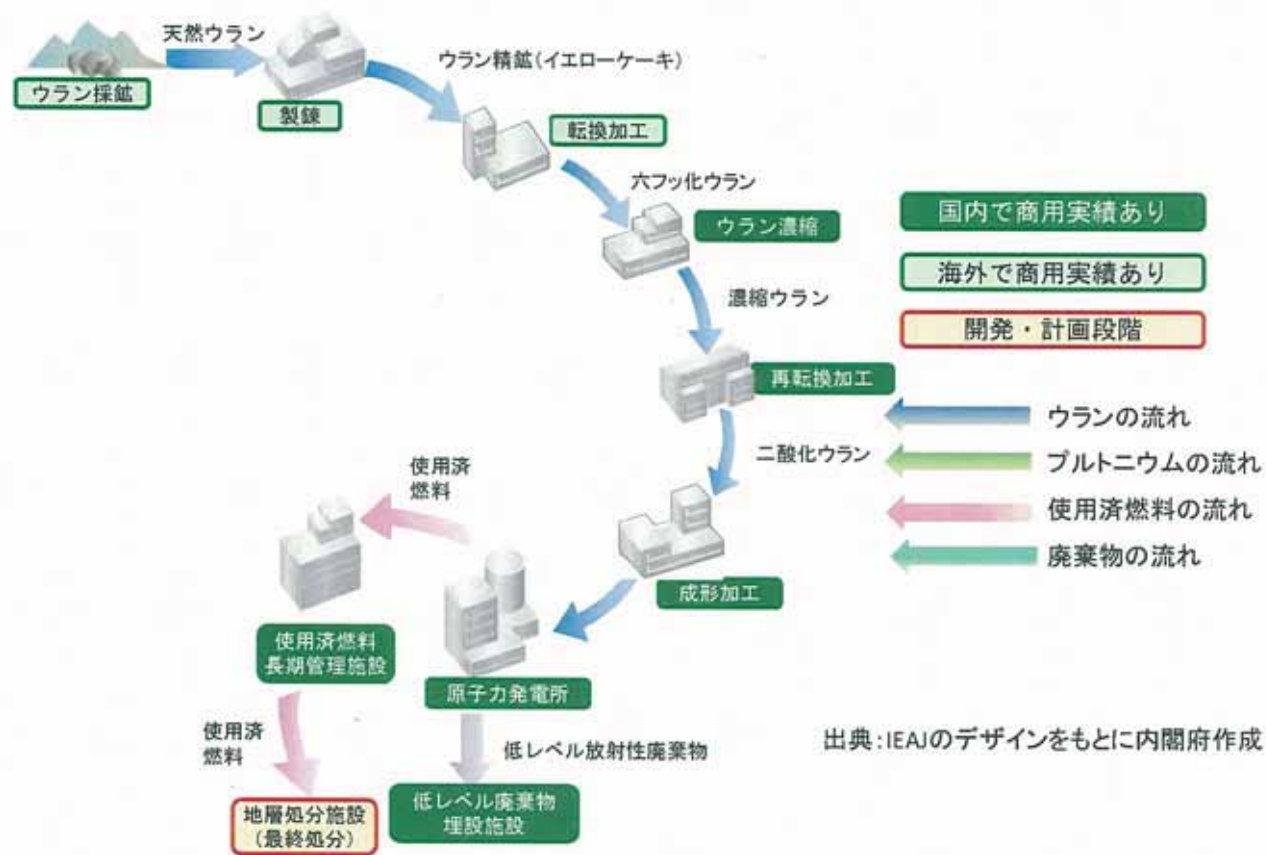 天然ウラン
ウラン採鉱
製錬
ウラン精鉱(イエローケーキ)
転換加工
六フッ化ウラン
ウラン濃縮
濃縮ウラン
再転換加工
二酸化ウラン
成形加工
使用済
燃料
使用済燃料
長期管理施設
原子力発電所
使用済
燃料
低レベル放射性廃棄物
地層処分施設
(最終処分)
低レベル廃棄物
埋設施設
国内で商用実績あり
海外で商用実績あり
開発・計画段階
ウランの流れ
プルトニウムの流れ
使用済燃料の流れ
廃棄物の流れ
出典:IEAJのデザインをもとに内閣府作成